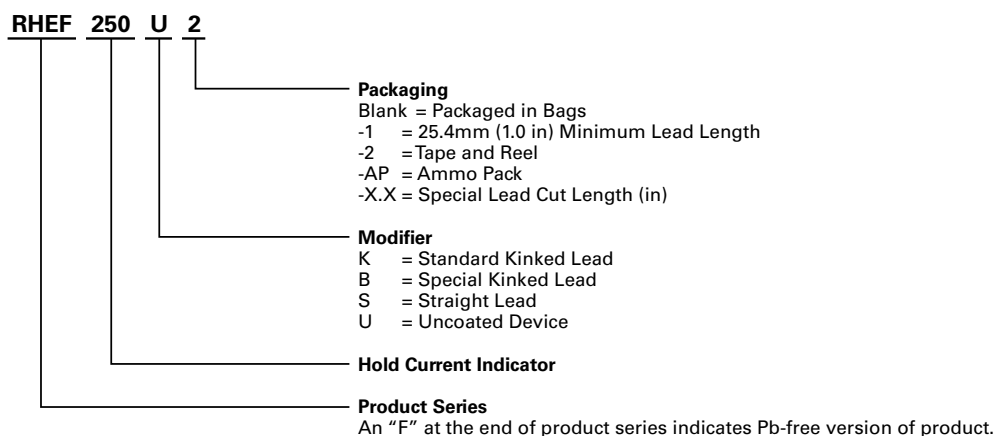 RHEF 250 U 2
Packaging
Blank = Packaged in Bags
-1 = 25.4mm (1.0 in) Minimum Lead Length
-2 = Tape and Reel
-AP = Ammo Pack
-X.X = Special Lead Cut Length (in)
Modifier
K = Standard Kinked Lead
B = Special Kinked Lead
S = Straight Lead
U = Uncoated Device
Hold Current Indicator
Product Series
An “F” at the end of product series indicates Pb-free version of product.